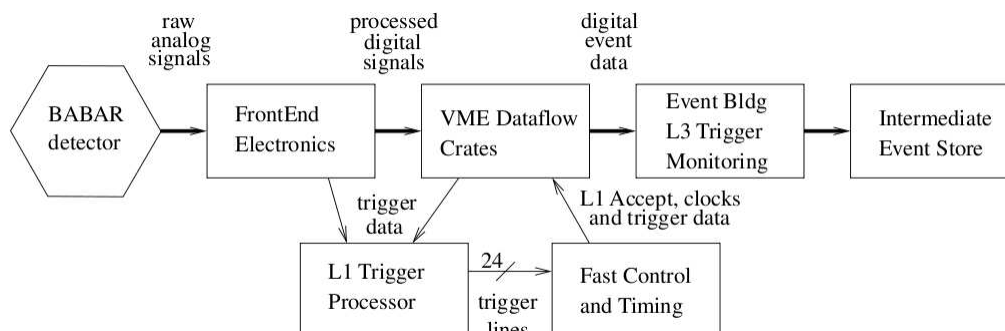 raw
analog
signals
processed
digital
signals
digital
event
data
BABAR
detector
FrontEnd
Electronics
VME Dataflow
Crates
Event Bldg
L3 Trigger
Monitoring
Intermediate
Event Store
trigger
data
L1 Accept, clocks
and trigger data
L1 Trigger
Processor
24
trigger
lines
Fast Control
and Timing